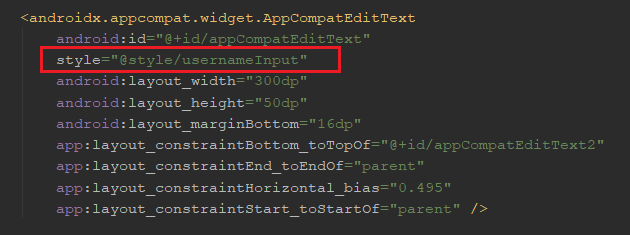 <androidx.appcompat.widget.AppCompatEditText
android:id="@+id/appCompatEditText"
style="@style/usernameInput"
android:layout_width="300dp"
android:layout_height="50dp"
android:layout_marginBottom="16dp"
app:layout_constraintBottom_toTopOf="@+id/appCompatEditText2"
app:layout_constraintEnd_toEndOf="parent"
app:layout_constraintHorizontal_bias="0.495"
app:layout_constraintStart_toStartOf="parent" />